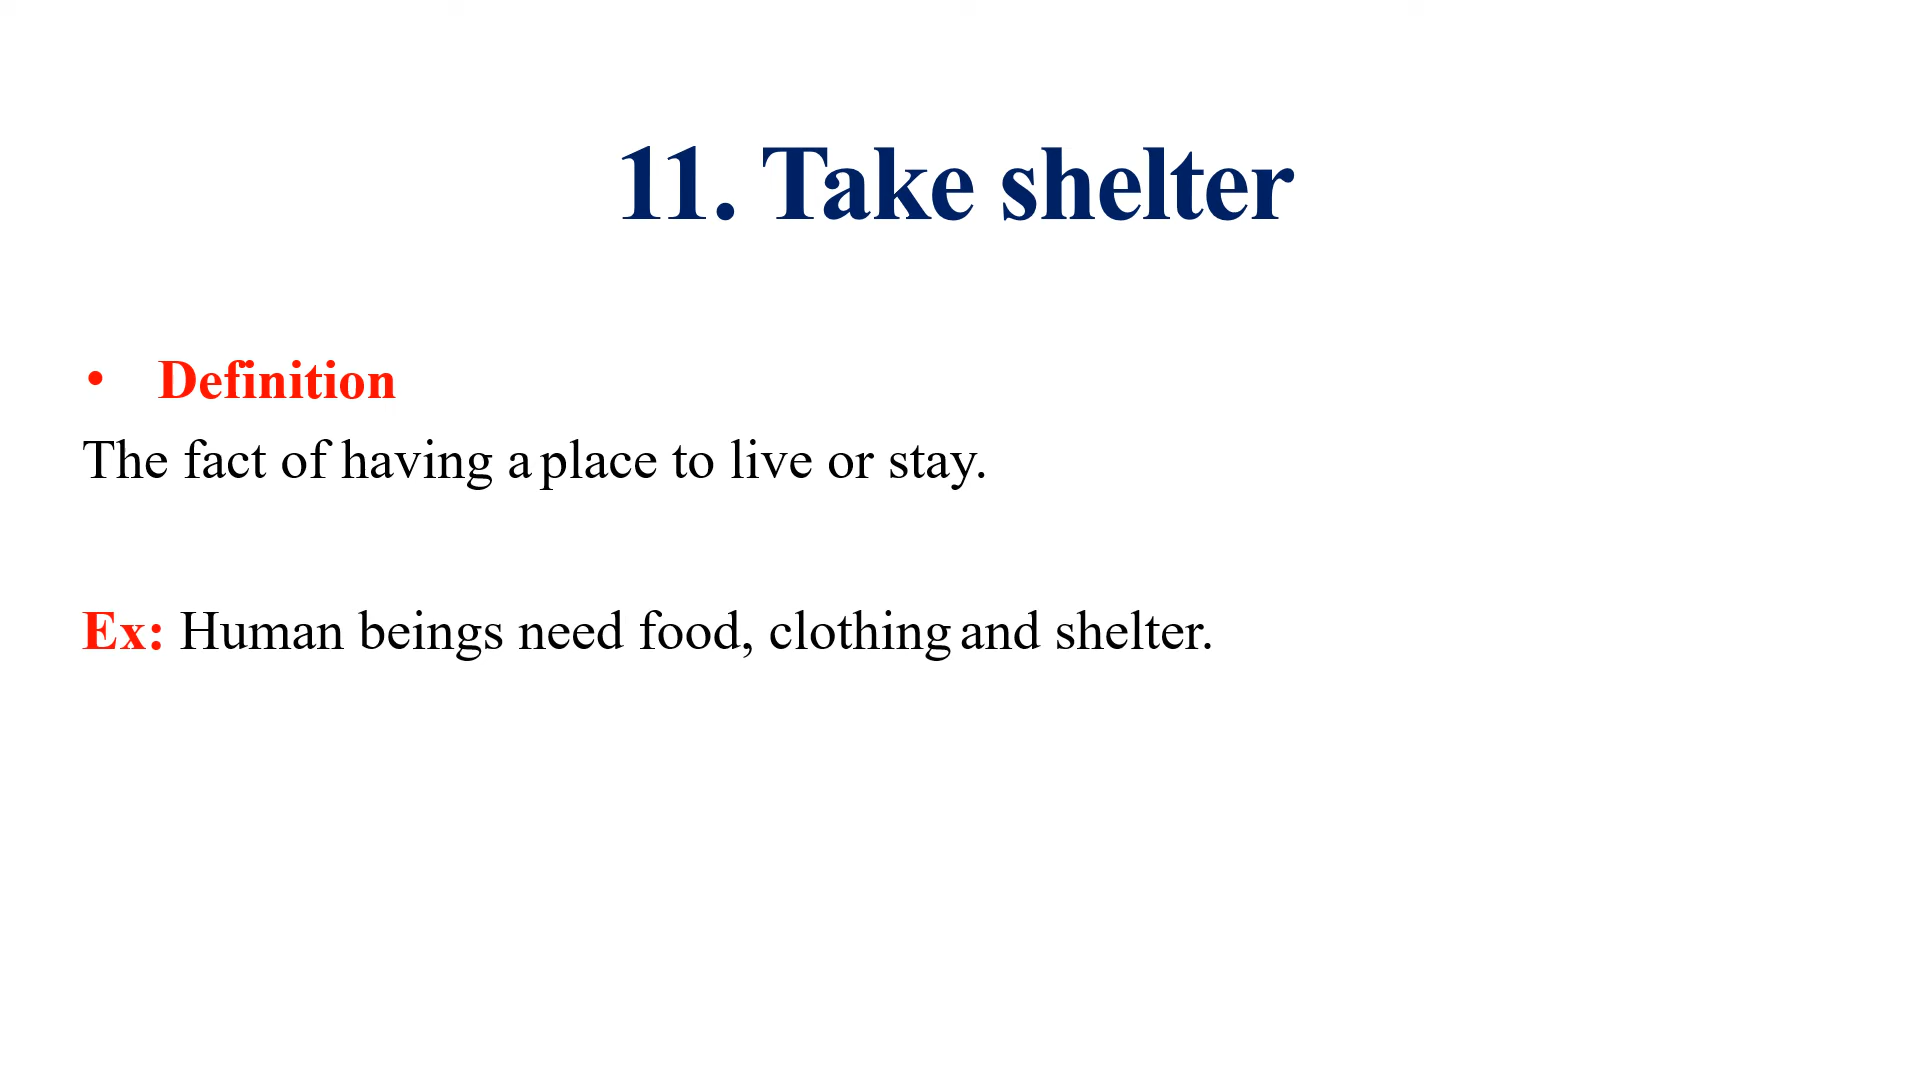 11. Take shelter
• Definition
The fact of having a place to live or stay.
Ex: Human beings need food, clothing and shelter.